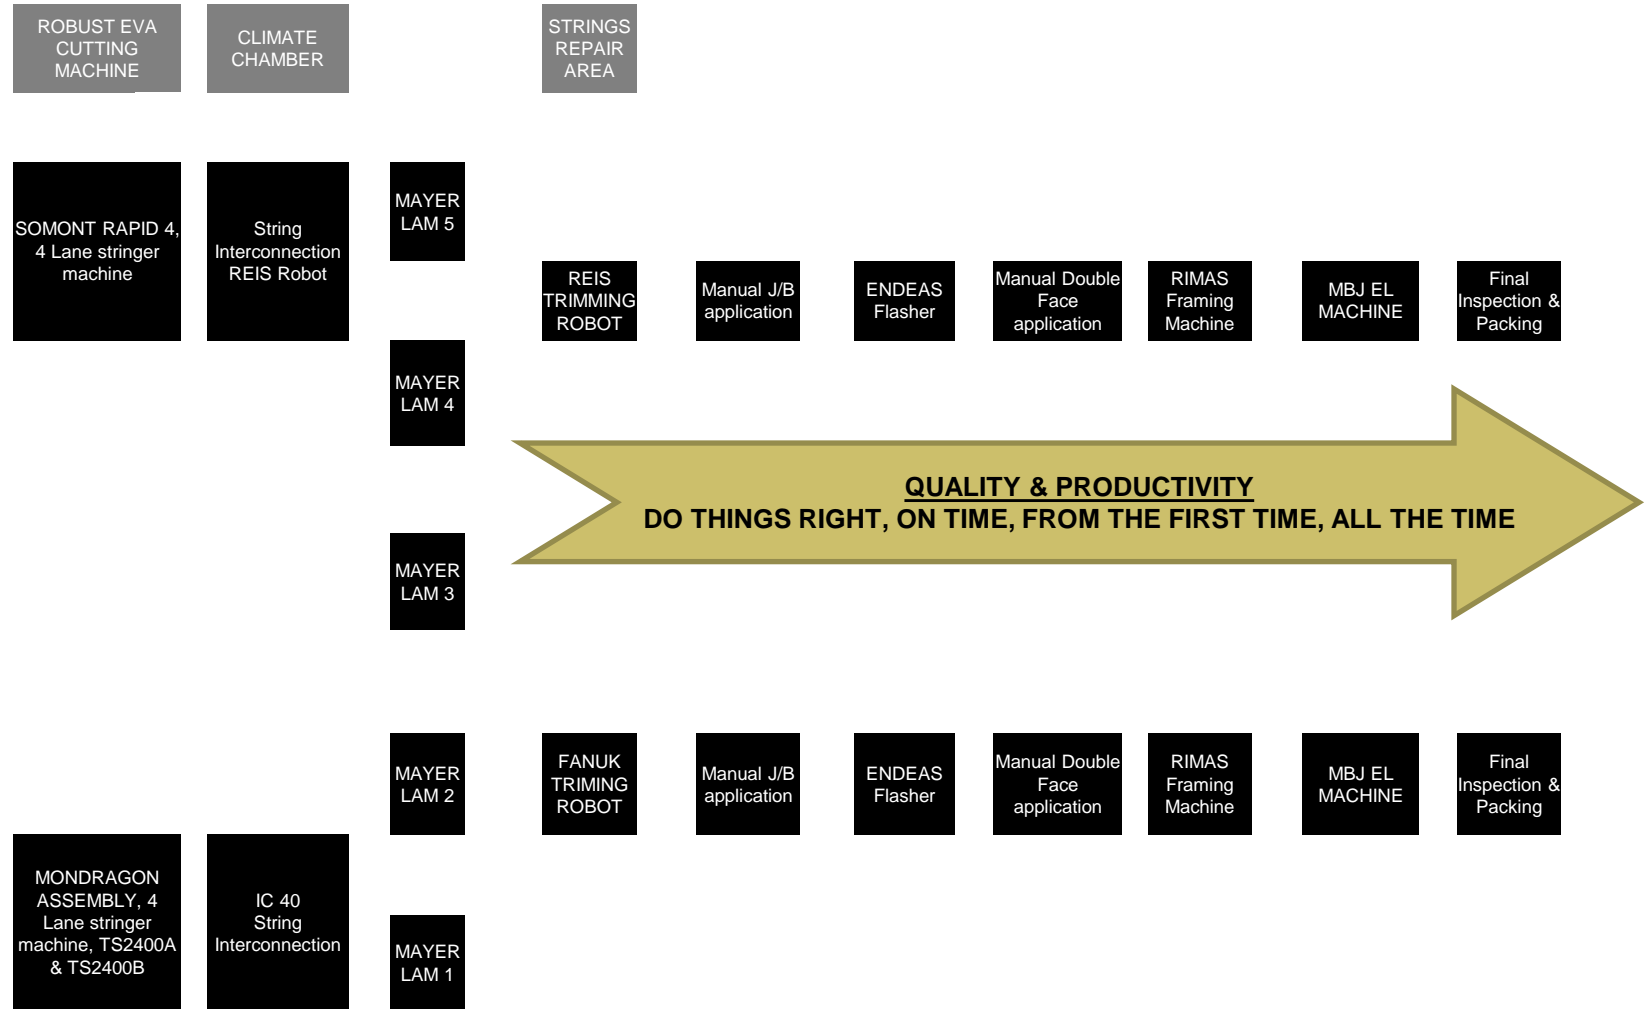 ROBUST EVA
CUTTING
MACHINE
CLIMATE
CHAMBER
STRINGS
REPAIR
AREA
SOMONT RAPID 4,
4 Lane stringer
machine
String
Interconnection
REIS Robot
MAYER
LAM 5
REIS
TRIMMING
ROBOT
Manual J/B
application
ENDEAS
Flasher
Manual Double
Face
application
RIMAS
Framing
Machine
MBJ EL
MACHINE
Final
Inspection &
Packing
MAYER
LAM 4
QUALITY & PRODUCTIVITY
DO THINGS RIGHT, ON TIME, FROM THE FIRST TIME, ALL THE TIME
MAYER
LAM 3
MAYER
LAM 2
FANUK
TRIMING
ROBOT
Manual J/B
application
ENDEAS
Flasher
Manual Double
Face
application
RIMAS
Framing
Machine
MBJ EL
MACHINE
Final
Inspection &
Packing
MONDRAGON
ASSEMBLY, 4
Lane stringer
machine, TS2400A
& TS2400B
IC 40
String
Interconnection
MAYER
LAM 1